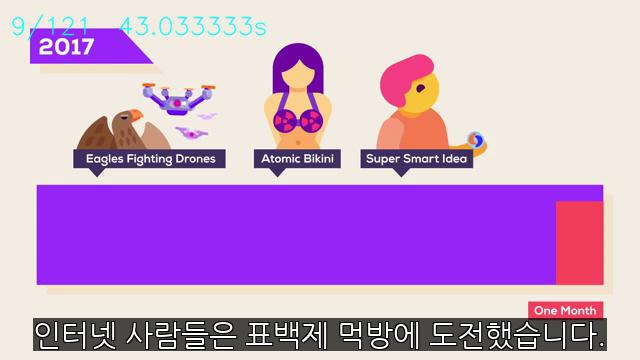 9/121 43.033333s
2017
Eagles Fighting Drones
Atomic Bikini
Super Smart Idea
One Month
인터넷 사람들은 표백제 먹방에 도전했습니다.